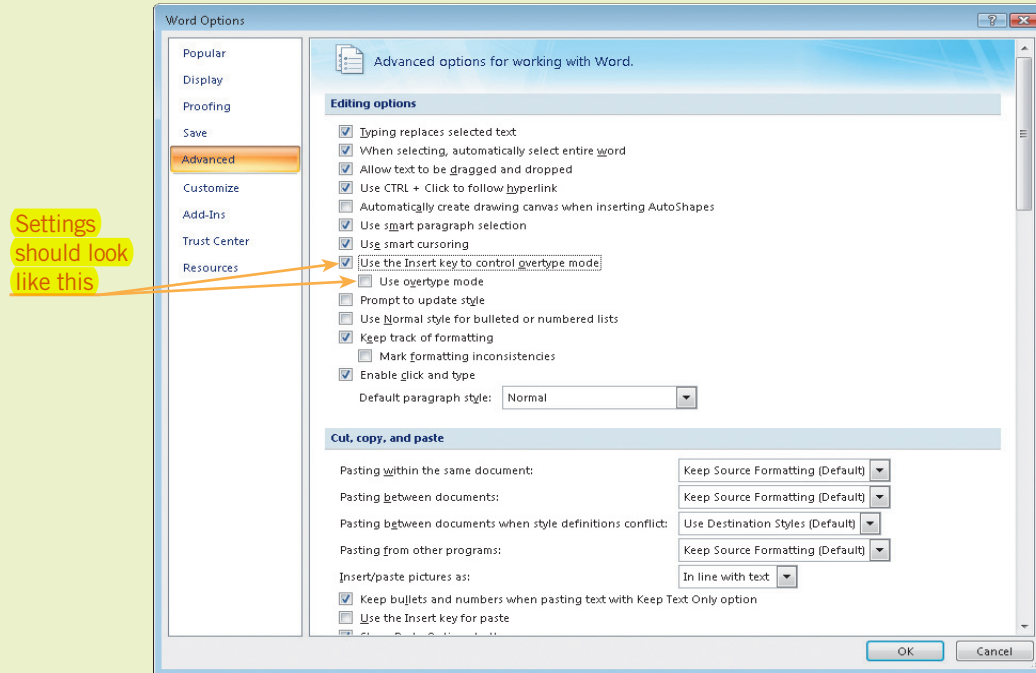 Word Options
Popular
Display
Proofing
Save
Advanced
Customize
Add-Ins
Trust Center
Resources
Settings
should look
like this
Advanced options for working with Word.
Editing options
Typing replaces selected text
When selecting, automatically select entire word
Allow text to be dragged and dropped
Use CTRL + Click to follow hyperlink
Automatically create drawing canvas when inserting AutoShapes
Use smart paragraph selection
Use smart cursoring
Use the Insert key to control overtype mode
Use overtype mode
Prompt to update style
Use Normal style for bulleted or numbered lists
Keep track of formatting
Mark formatting inconsistencies
Enable click and type
Default paragraph style: Normal
Cut, copy, and paste
Pasting within the same document: Keep Source Formatting (Default)
Pasting between documents: Keep Source Formatting (Default)
Pasting between documents when style definitions conflict: Use Destination Styles (Default)
Pasting from other programs: Keep Source Formatting (Default)
Insert/paste pictures as: In line with text
Keep bullets and numbers when pasting text with Keep Text Only option
Use the Insert key for paste
OK Cancel